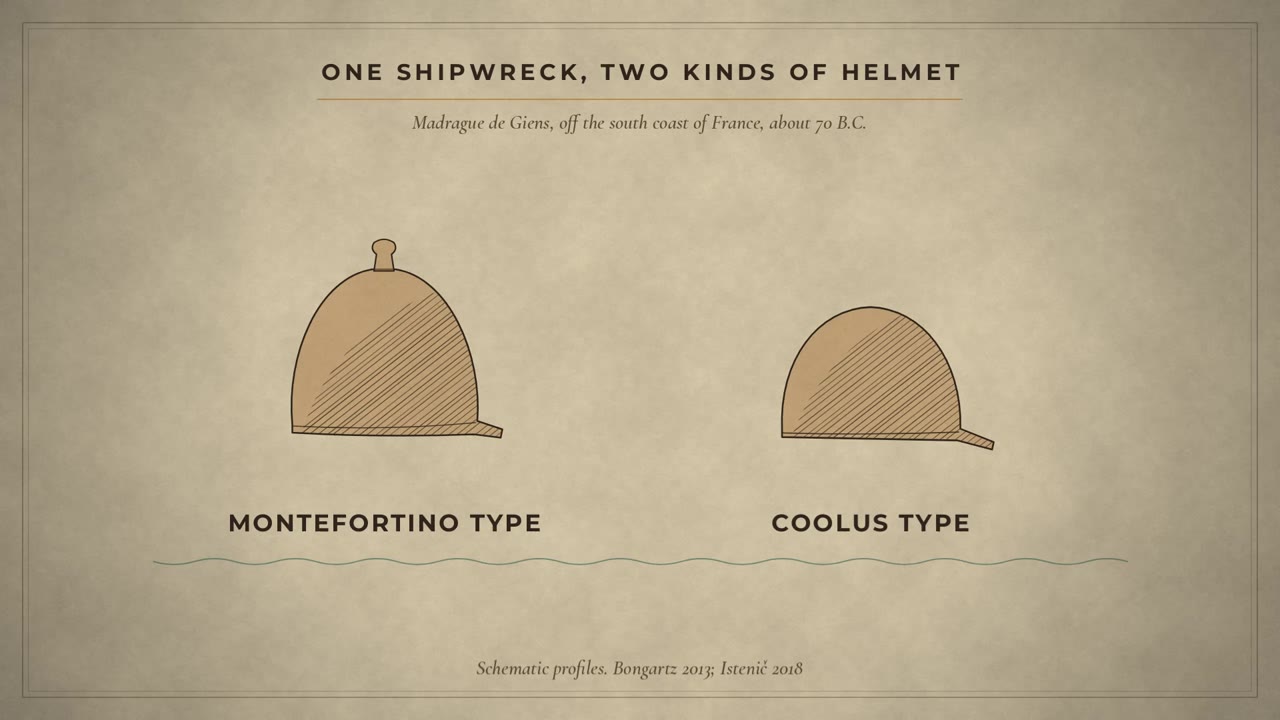 ONE SHIPWRECK, TWO KINDS OF HELMET
Madrague de Giens, off the south coast of France, about 70 B.C.
MONTEFORTINO TYPE
COOLUS TYPE
Schematic profiles. Bongartz 2013; Istenič 2018